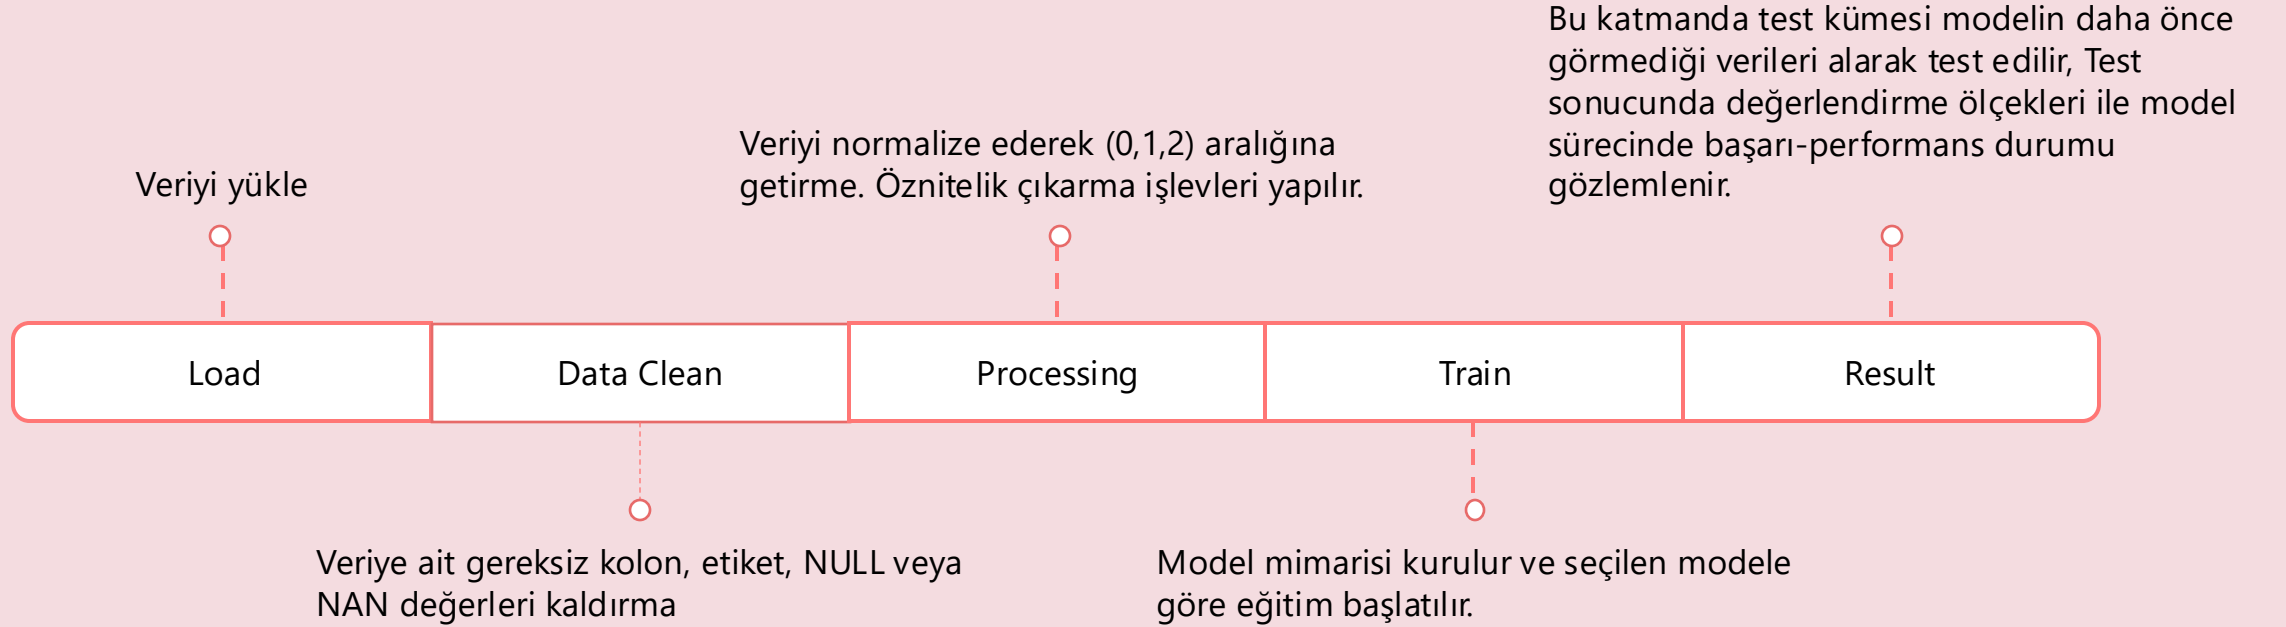 Bu katmanda test kümesi modelin daha önce
görmediği verileri alarak test edilir, Test
sonucunda değerlendirme ölçekleri ile model
sürecinde başarı-performans durumu
gözlemlenir.
Veriyi normalize ederek (0,1,2) aralığına
getirme. Öznitelik çıkarma işlevleri yapılır.
Veriyi yükle
Load
Data Clean
Processing
Train
Result
Veriye ait gereksiz kolon, etiket, NULL veya
NAN değerleri kaldırma
Model mimarisi kurulur ve seçilen modele
göre eğitim başlatılır.